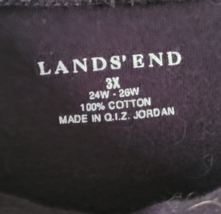 LANDS' END
3X
24W - 26W
100% COTTON
MADE IN Q.I.Z. JORDAN